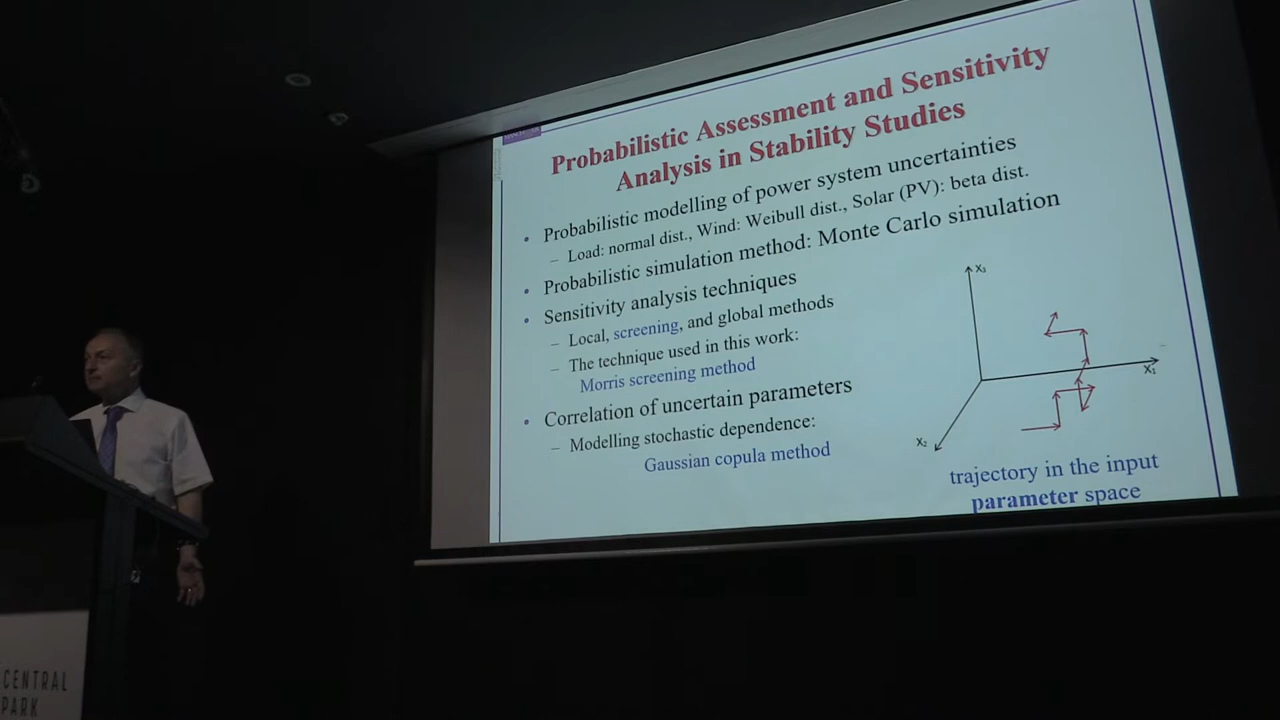 Probabilistic Assessment and Sensitivity
Analysis in Stability Studies
• Probabilistic modelling of power system uncertainties
– Load: normal dist., Wind: Weibull dist., Solar (PV): beta dist.
• Probabilistic simulation method: Monte Carlo simulation
• Sensitivity analysis techniques
– Local, screening, and global methods
– The technique used in this work:
Morris screening method
• Correlation of uncertain parameters
– Modelling stochastic dependence:
Gaussian copula method
X₃
X₁
X₂
trajectory in the input
parameter space
CENTRAL
PARK